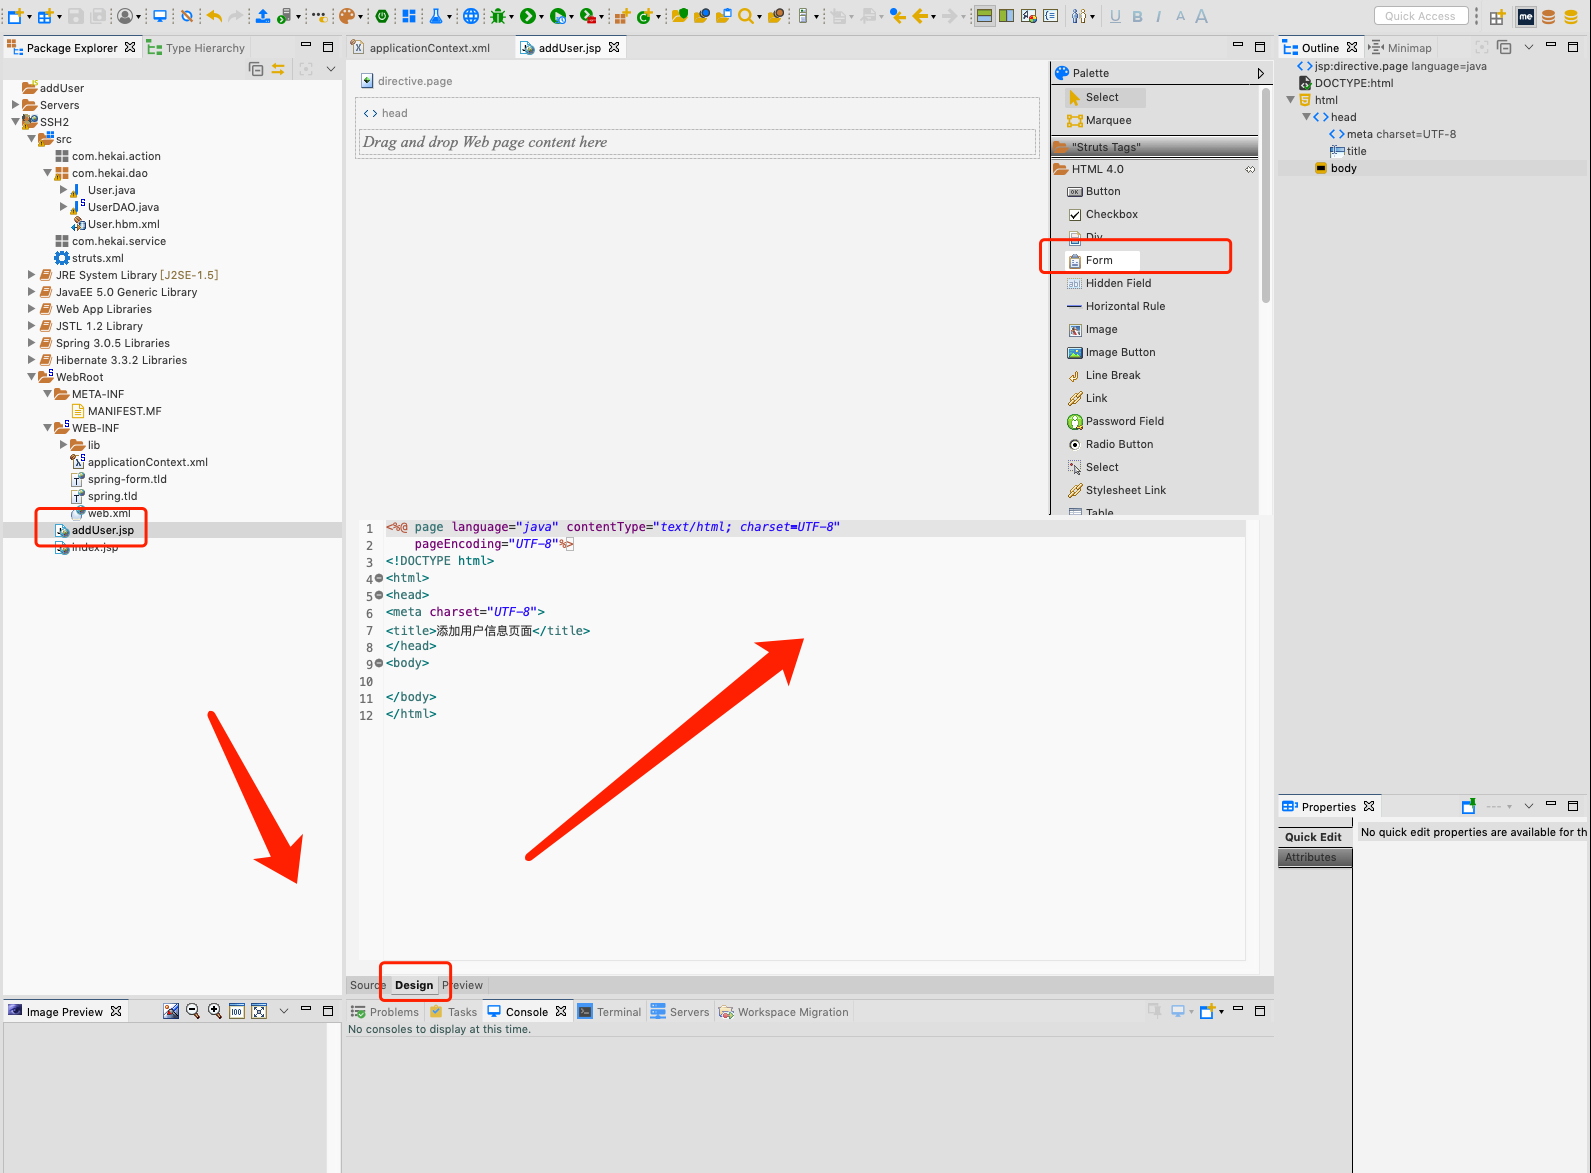 Quick Access
me
Package Explorer
Type Hierarchy
addUser
Servers
SSH2
src
com.hekai.action
com.hekai.dao
User.java
UserDAO.java
User.hbm.xml
com.hekai.service
struts.xml
JRE System Library [J2SE-1.5]
JavaEE 5.0 Generic Library
Web App Libraries
JSTL 1.2 Library
Spring 3.0.5 Libraries
Hibernate 3.3.2 Libraries
WebRoot
META-INF
MANIFEST.MF
WEB-INF
lib
applicationContext.xml
spring-form.tld
spring.tld
web.xml
addUser.jsp
index.jsp
Image Preview
applicationContext.xml
addUser.jsp
directive.page
head
Drag and drop Web page content here
Palette
Select
Marquee
"Struts Tags"
HTML 4.0
Button
Checkbox
Div
Form
Hidden Field
Horizontal Rule
Image
Image Button
Line Break
Link
Password Field
Radio Button
Select
Stylesheet Link
Table
1 <%@ page language="java" contentType="text/html; charset=UTF-8"
2 pageEncoding="UTF-8"%>
3 <!DOCTYPE html>
4 <html>
5 <head>
6 <meta charset="UTF-8">
7 <title>添加用户信息页面</title>
8 </head>
9 <body>
10
11 </body>
12 </html>
Source Design Preview
Problems Tasks Console Terminal Servers Workspace Migration
No consoles to display at this time.
Outline
Minimap
jsp:directive.page language=java
DOCTYPE:html
html
head
meta charset=UTF-8
title
body
Properties
Quick Edit
Attributes
No quick edit properties are available for th